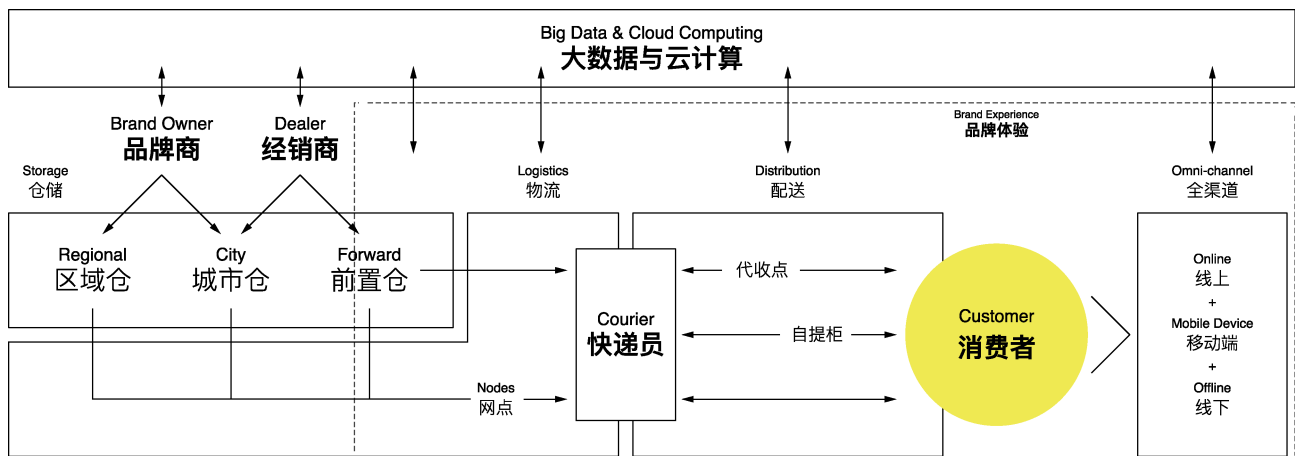 Big Data & Cloud Computing
大数据与云计算
Brand Owner
品牌商
Dealer
经销商
Brand Experience
品牌体验
Storage
仓储
Logistics
物流
Distribution
配送
Omni-channel
全渠道
Regional
区域仓
City
城市仓
Forward
前置仓
代收点
Courier
快递员
自提柜
Customer
消费者
Nodes
网点
Online
线上
+
Mobile Device
移动端
+
Offline
线下